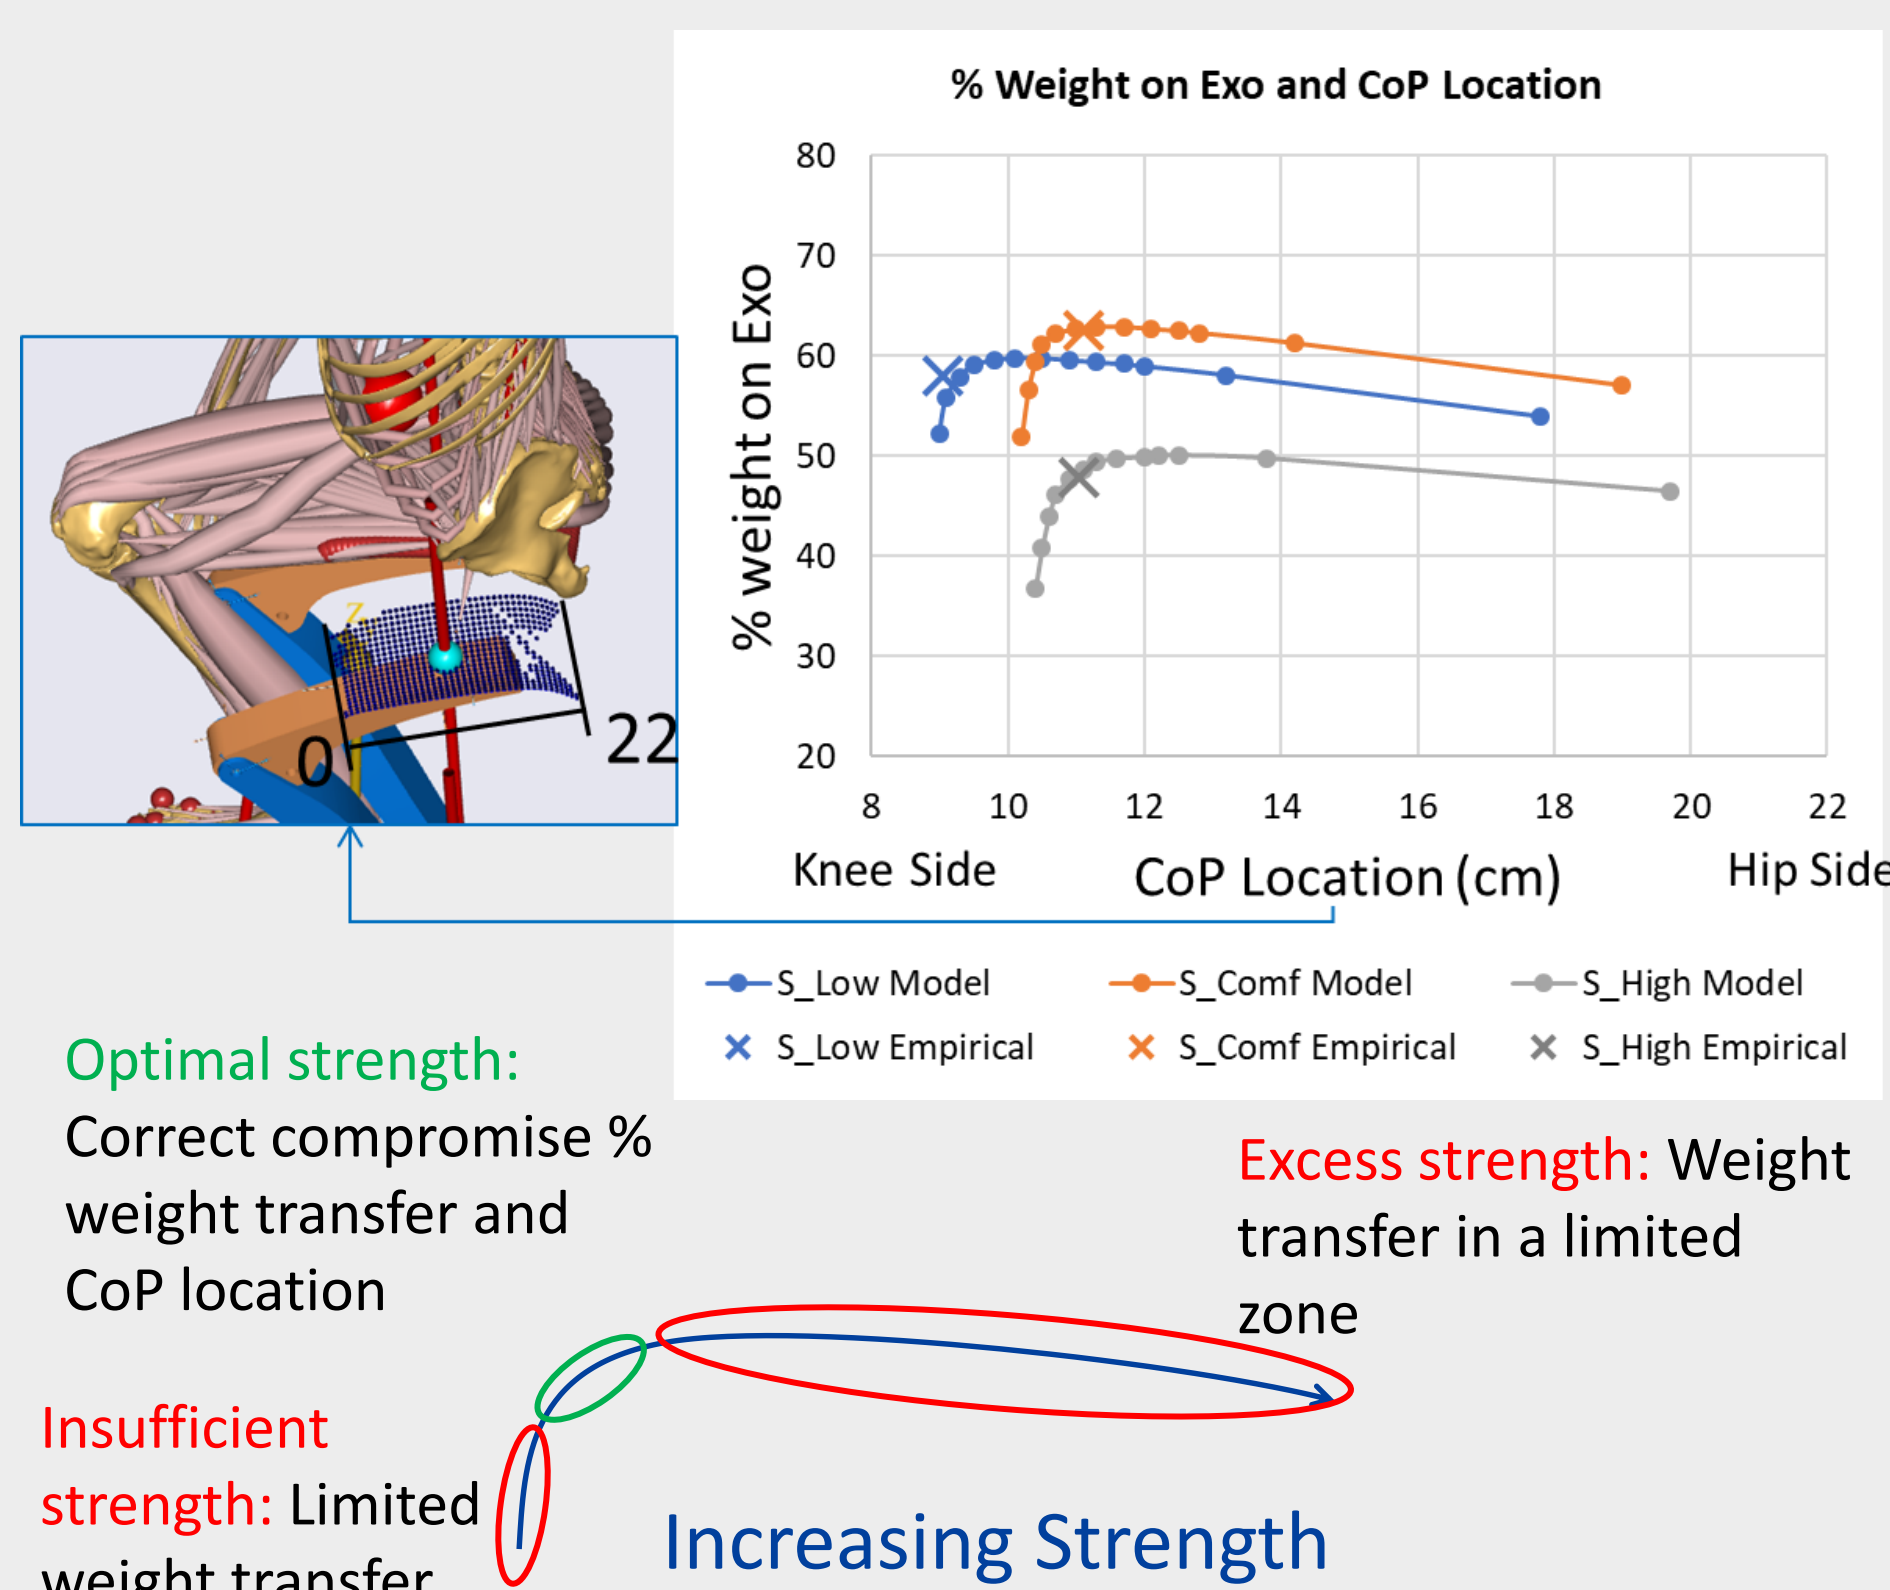 % Weight on Exo and CoP Location
80
70
60
50
40
30
20
% weight on Exo
8 10 12 14 16 18 20 22
Knee Side CoP Location (cm) Hip Side
S_Low Model S_Comf Model S_High Model
S_Low Empirical S_Comf Empirical S_High Empirical
z
0 22
Optimal strength:
Correct compromise %
weight transfer and
CoP location
Excess strength: Weight
transfer in a limited
zone
Insufficient
strength: Limited
weight transfer
Increasing Strength